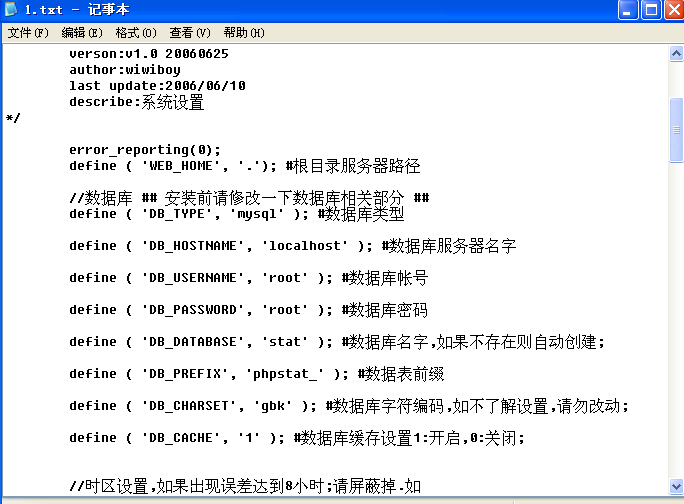 1.txt - 记事本
文件(F) 编辑(E) 格式(O) 查看(V) 帮助(H)
verson:v1.0 20060625
author:wiwiboy
last update:2006/06/10
describe:系统设置
*/
error_reporting(0);
define ( 'WEB_HOME', '.'); #根目录服务器路径
//数据库 ## 安装前请修改一下数据库相关部分 ##
define ( 'DB_TYPE', 'mysql' ); #数据库类型
define ( 'DB_HOSTNAME', 'localhost' ); #数据库服务器名字
define ( 'DB_USERNAME', 'root' ); #数据库帐号
define ( 'DB_PASSWORD', 'root' ); #数据库密码
define ( 'DB_DATABASE', 'stat' ); #数据库名字,如果不存在则自动创建;
define ( 'DB_PREFIX', 'phpstat_' ); #数据表前缀
define ( 'DB_CHARSET', 'gbk' ); #数据库字符编码,如不了解设置,请勿改动;
define ( 'DB_CACHE', '1' ); #数据库缓存设置1:开启,0:关闭;
//时区设置,如果出现误差达到8小时;请屏蔽掉.如